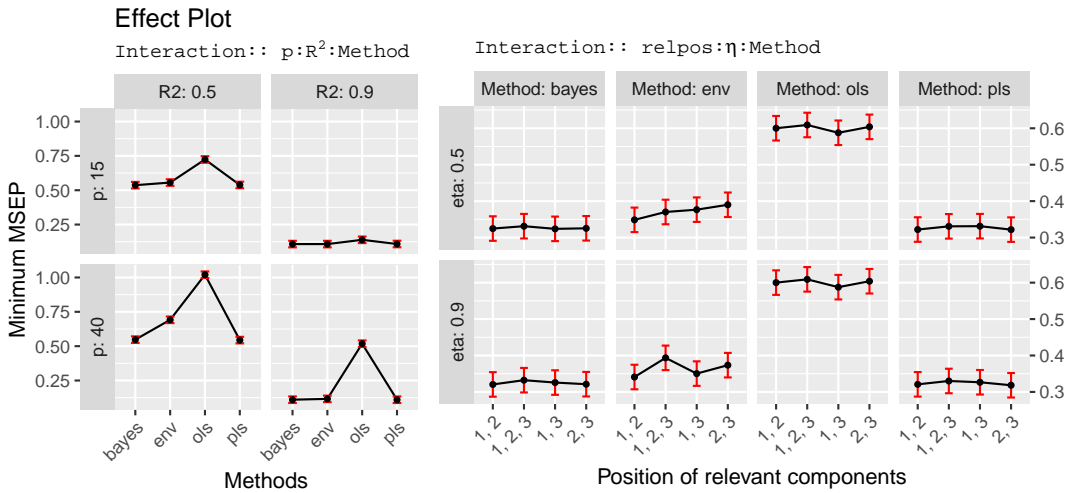 Effect Plot
Interaction:: p:R²:Method
Interaction:: relpos:η:Method
R2: 0.5
R2: 0.9
Method: bayes
Method: env
Method: ols
Method: pls
Minimum MSEP
1.00
0.75
0.50
0.25
p: 15
1.00
0.75
0.50
0.25
p: 40
eta: 0.5
0.6
0.5
0.4
0.3
eta: 0.9
0.6
0.5
0.4
0.3
bayes
env
ols
pls
bayes
env
ols
pls
1, 2
1, 2, 3
1, 3
2, 3
1, 2
1, 2, 3
1, 3
2, 3
1, 2
1, 2, 3
1, 3
2, 3
1, 2
1, 2, 3
1, 3
2, 3
Methods
Position of relevant components